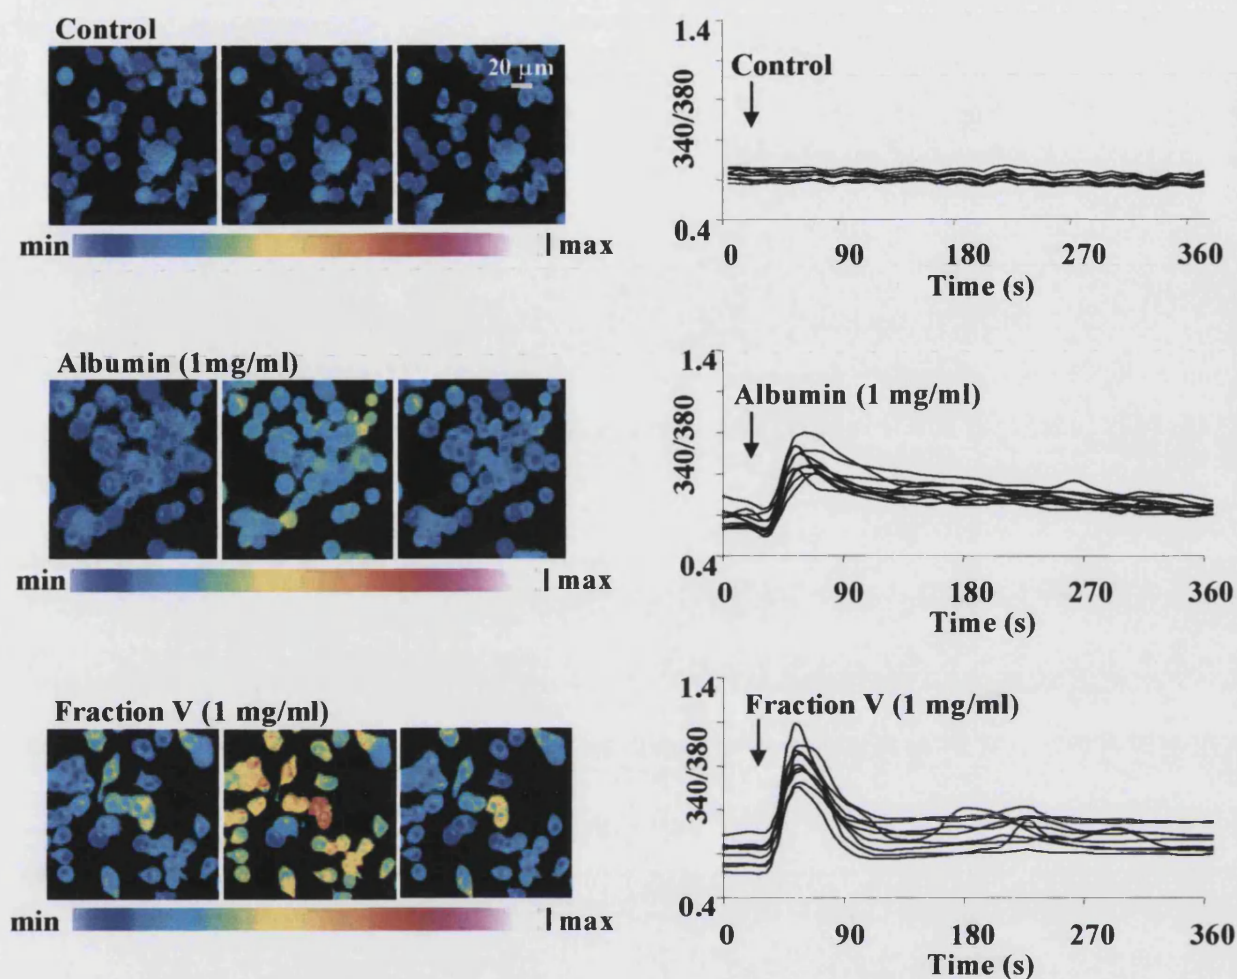 Control
20 μm
min
max
1.4
Control
340/380
0.4
0
90
180
270
360
Time (s)
Albumin (1mg/ml)
min
max
1.4
Albumin (1 mg/ml)
340/380
0.4
0
90
180
270
360
Time (s)
Fraction V (1 mg/ml)
min
max
1.4
Fraction V (1 mg/ml)
340/380
0.4
0
90
180
270
360
Time (s)